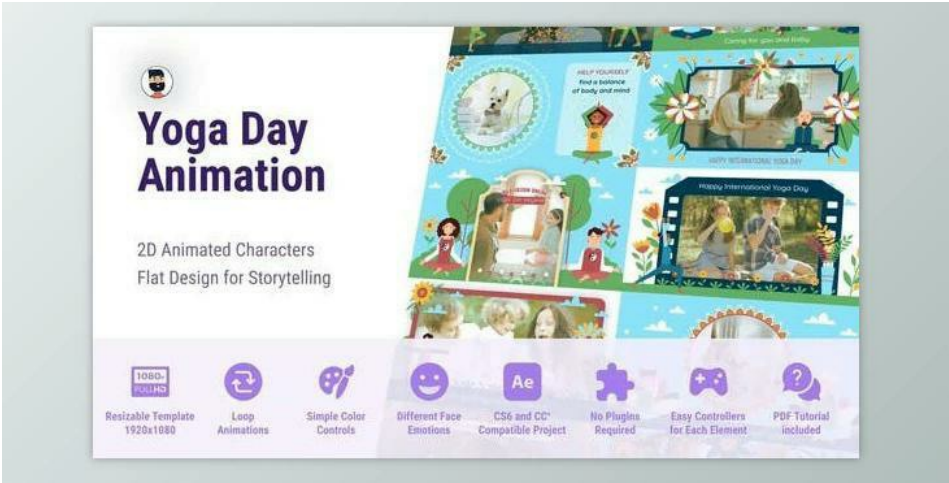 Yoga Day
Animation
2D Animated Characters
Flat Design for Storytelling
Caring for you and Enjoy
HELP YOURSELF
find a balance
of body and mind
HAPPY INTERNATIONAL YOGA DAY
Happy International Yoga Day
1080p
FULL HD
Resizable Template
1920x1080
Loop
Animations
Simple Color
Controls
Different Face
Emotions
Ae
CS6 and CC*
Compatible Project
No Plugins
Required
Easy Controllers
for Each Element
?
PDF Tutorial
included